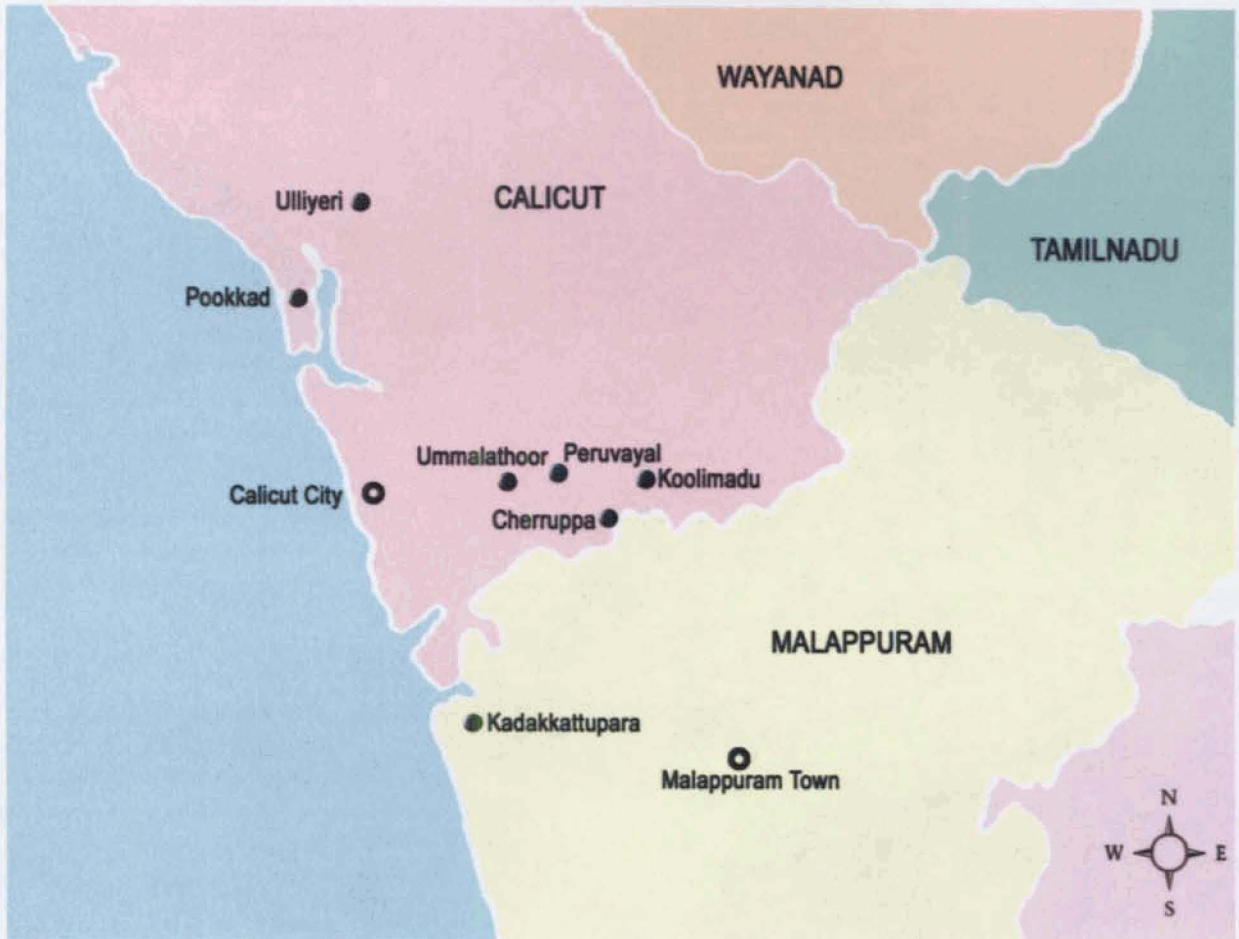 WAYANAD
Ulliyeri
CALICUT
TAMILNADU
Pookkad
Ummalathoor
Peruvayal
Calicut City
Koolimadu
Cherruppa
MALAPPURAM
Kadakkattupara
Malappuram Town
N
W
E
S